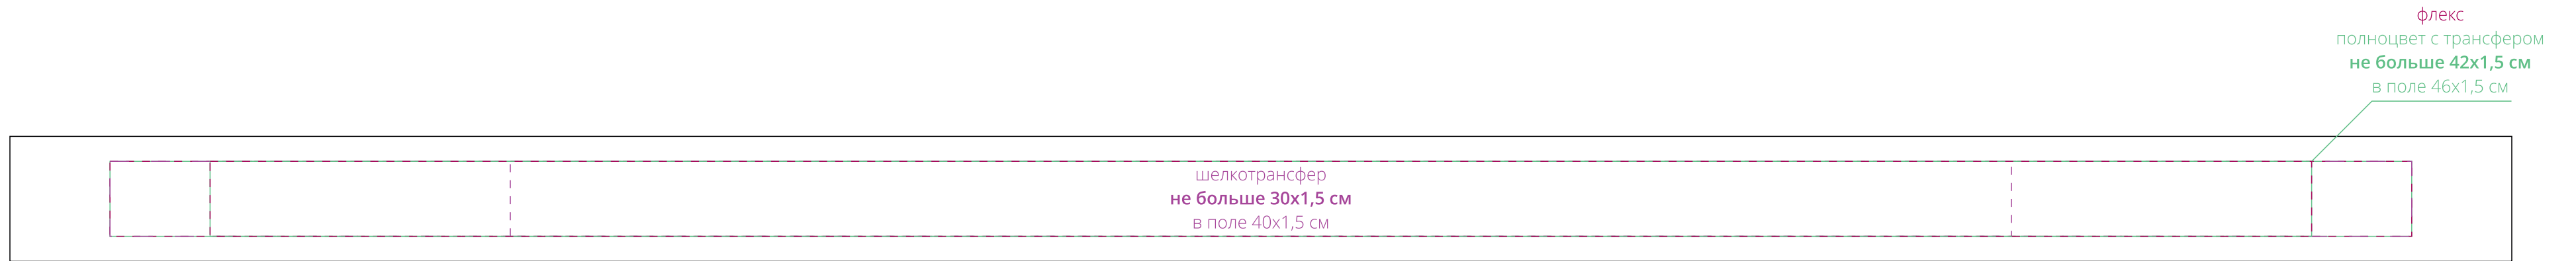 флекс
полноцвет с трансфером
не больше 42х1,5 см
в поле 46х1,5 см
шелкотрансфер
не больше 30х1,5 см
в поле 40х1,5 см